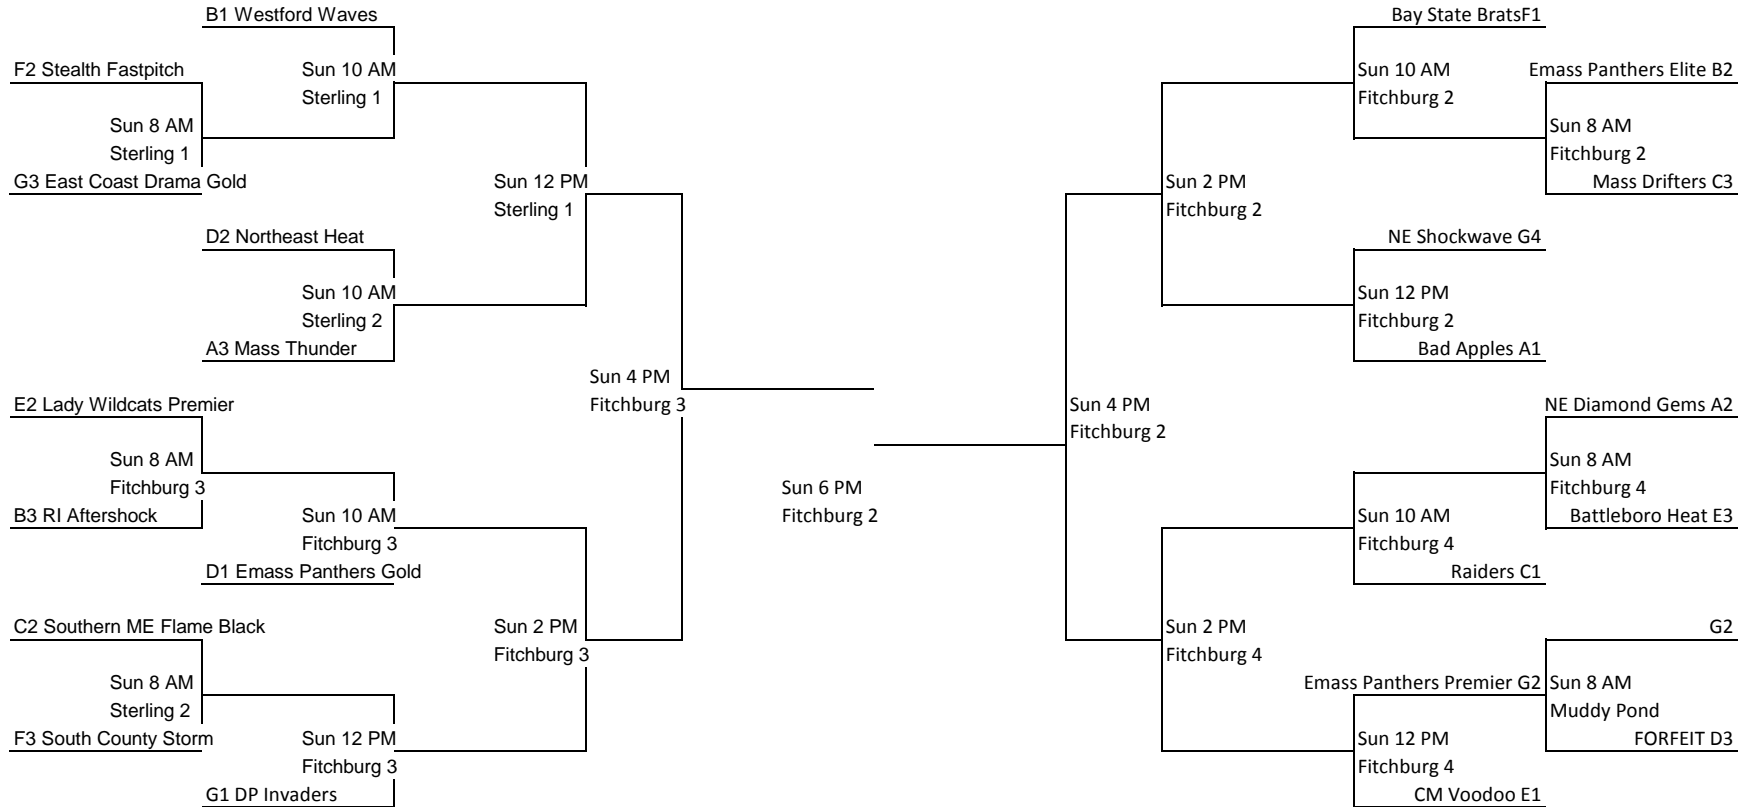 B1 Westford Waves
F2 Stealth Fastpitch
Sun 10 AM
Sterling 1
Sun 8 AM
Sterling 1
G3 East Coast Drama Gold
Sun 12 PM
Sterling 1
D2 Northeast Heat
Sun 10 AM
Sterling 2
A3 Mass Thunder
Sun 4 PM
Fitchburg 3
E2 Lady Wildcats Premier
Sun 8 AM
Fitchburg 3
B3 RI Aftershock
Sun 10 AM
Fitchburg 3
D1 Emass Panthers Gold
C2 Southern ME Flame Black
Sun 2 PM
Fitchburg 3
Sun 8 AM
Sterling 2
F3 South County Storm
Sun 12 PM
Fitchburg 3
G1 DP Invaders
Sun 6 PM
Fitchburg 2
Bay State BratsF1
Sun 10 AM
Fitchburg 2
Emass Panthers Elite B2
Sun 8 AM
Fitchburg 2
Mass Drifters C3
Sun 2 PM
Fitchburg 2
NE Shockwave G4
Sun 12 PM
Fitchburg 2
Bad Apples A1
Sun 4 PM
Fitchburg 2
NE Diamond Gems A2
Sun 8 AM
Fitchburg 4
Battleboro Heat E3
Sun 10 AM
Fitchburg 4
Raiders C1
Sun 2 PM
Fitchburg 4
G2
Emass Panthers Premier G2
Sun 8 AM
Muddy Pond
FORFEIT D3
Sun 12 PM
Fitchburg 4
CM Voodoo E1